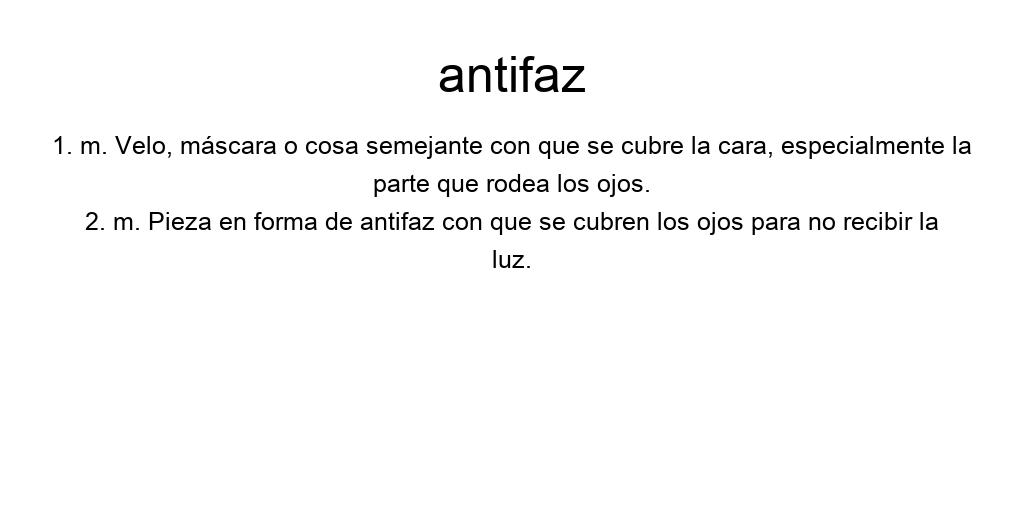 antifaz
1. m. Velo, máscara o cosa semejante con que se cubre la cara, especialmente la
parte que rodea los ojos.
2. m. Pieza en forma de antifaz con que se cubren los ojos para no recibir la
luz.